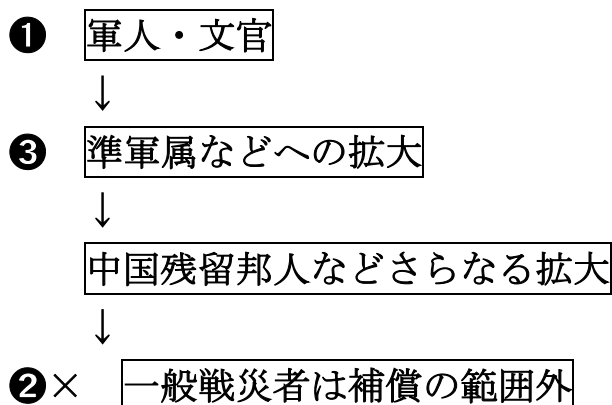 ❶ 軍人・文官
↓
❸ 準軍属などへの拡大
↓
中国残留邦人などさらなる拡大
↓
❷× 一般戦災者は補償の範囲外